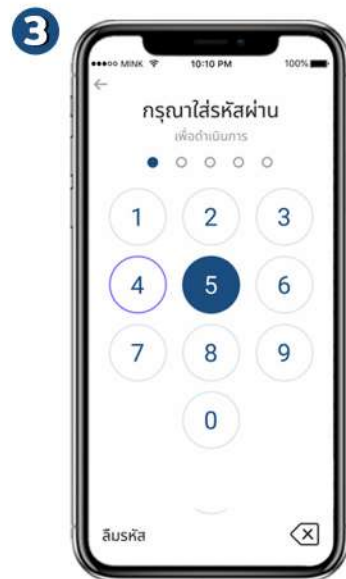 3
MINK 10:10 PM 100%
กรุณาใส่รหัสผ่าน
เพื่อดำเนินการ
1 2 3
4 5 6
7 8 9
0
ลืมรหัส